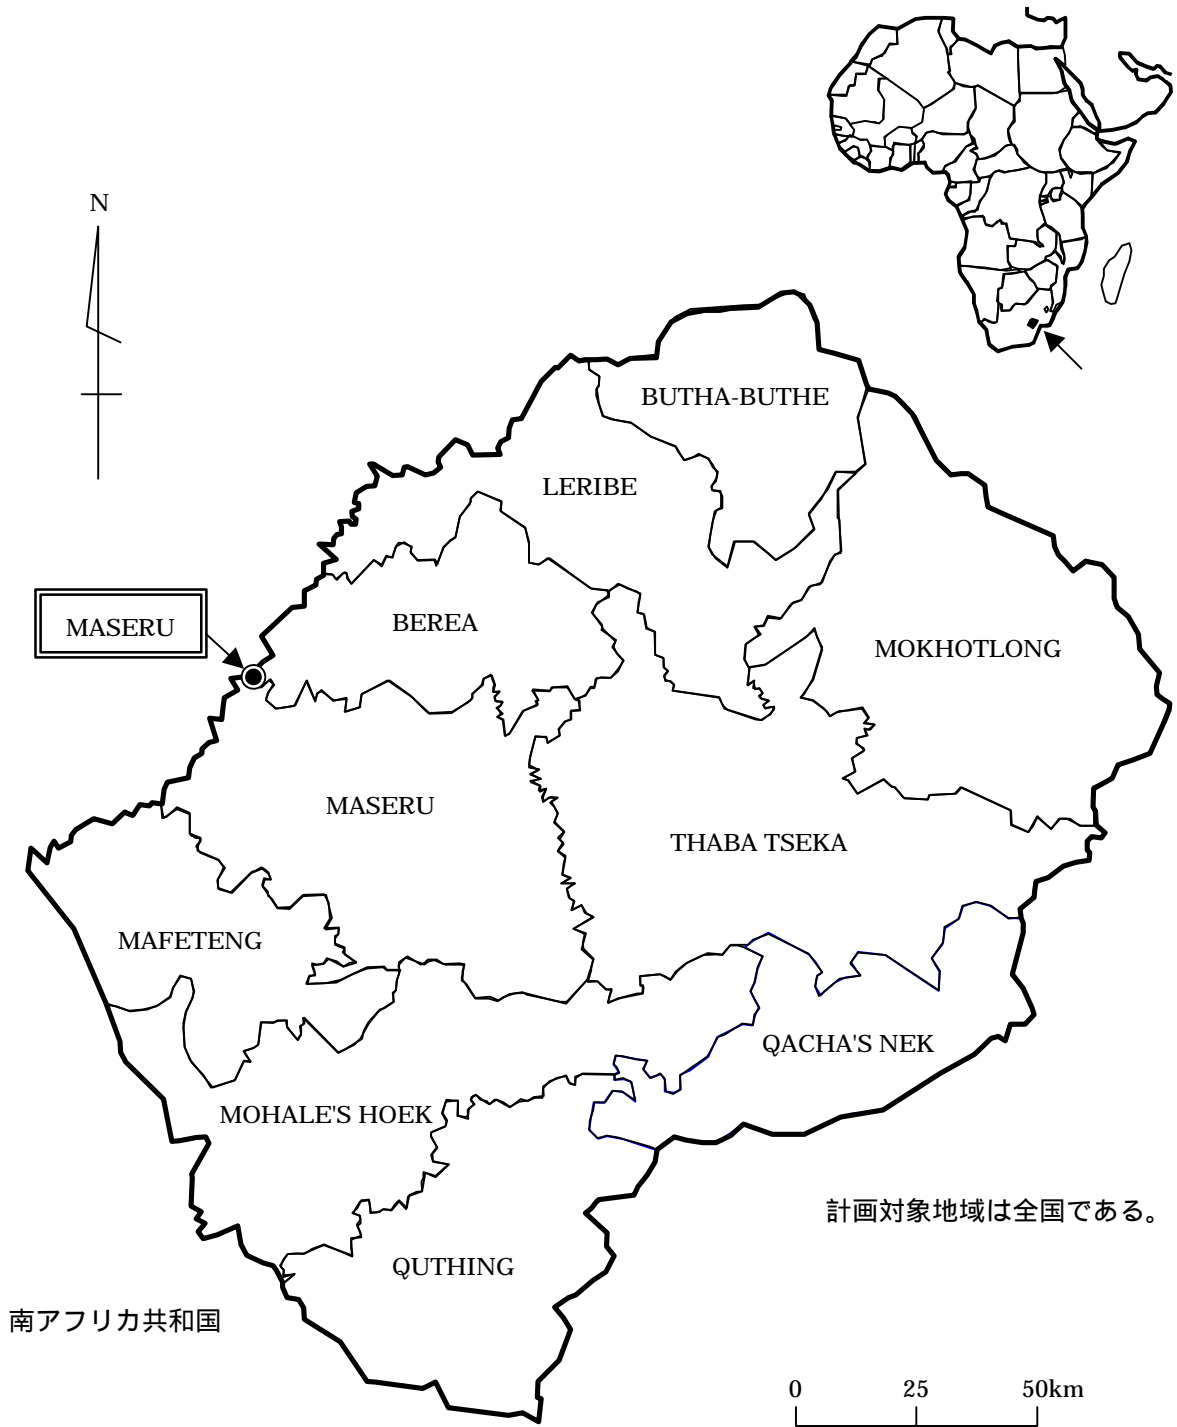 N
BUTHA-BUTHE
LERIBE
MASERU
BEREA
MOKHOTLONG
MASERU
THABA TSEKA
MAFETENG
QACHA'S NEK
MOHALE'S HOEK
計画対象地域は全国である。
QUTHING
南アフリカ共和国
0 25 50km